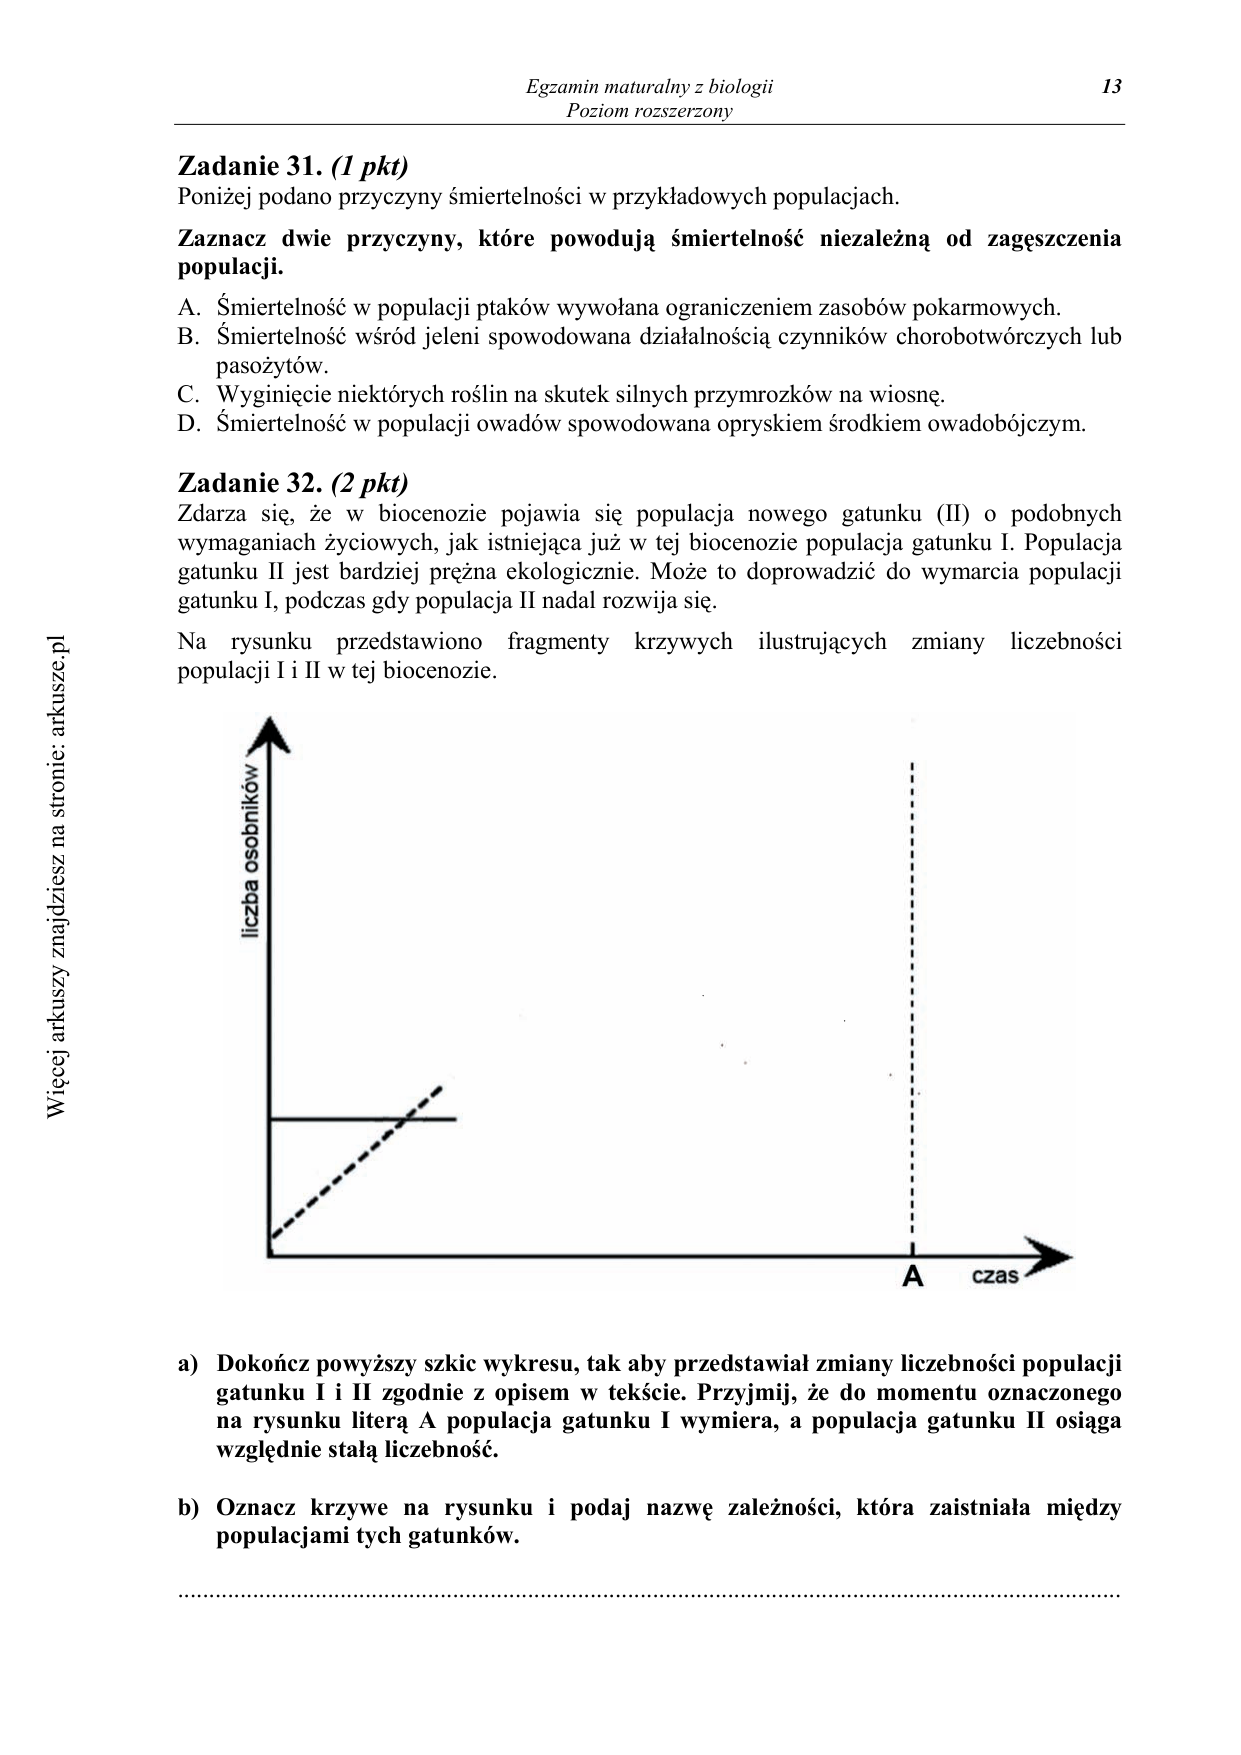 Egzamin maturalny z biologii
13
Poziom rozszerzony
Zadanie 31. (1 pkt)
Poniżej podano przyczyny śmiertelności w przykładowych populacjach.
Zaznacz dwie przyczyny, które powodują śmiertelność niezależną od zagęszczenia
populacji.
A. Śmiertelność w populacji ptaków wywołana ograniczeniem zasobów pokarmowych.
B. Śmiertelność wśród jeleni spowodowana działalnością czynników chorobotwórczych lub
pasożytów.
C. Wyginięcie niektórych roślin na skutek silnych przymrozków na wiosnę.
D. Śmiertelność w populacji owadów spowodowana opryskiem środkiem owadobójczym.
Zadanie 32. (2 pkt)
Zdarza się, że w biocenozie pojawia się populacja nowego gatunku (II) o podobnych
wymaganiach życiowych, jak istniejąca już w tej biocenozie populacja gatunku I. Populacja
gatunku II jest bardziej prężna ekologicznie. Może to doprowadzić do wymarcia populacji
gatunku I, podczas gdy populacja II nadal rozwija się.
Na rysunku przedstawiono fragmenty krzywych ilustrujących zmiany liczebności
populacji I i II w tej biocenozie.
liczba osobników
A
czas
a) Dokończ powyższy szkic wykresu, tak aby przedstawiał zmiany liczebności populacji
gatunku I i II zgodnie z opisem w tekście. Przyjmij, że do momentu oznaczonego
na rysunku literą A populacja gatunku I wymiera, a populacja gatunku II osiąga
względnie stałą liczebność.
b) Oznacz krzywe na rysunku i podaj nazwę zależności, która zaistniała między
populacjami tych gatunków.
Więcej arkuszy znajdziesz na stronie: arkusze.pl